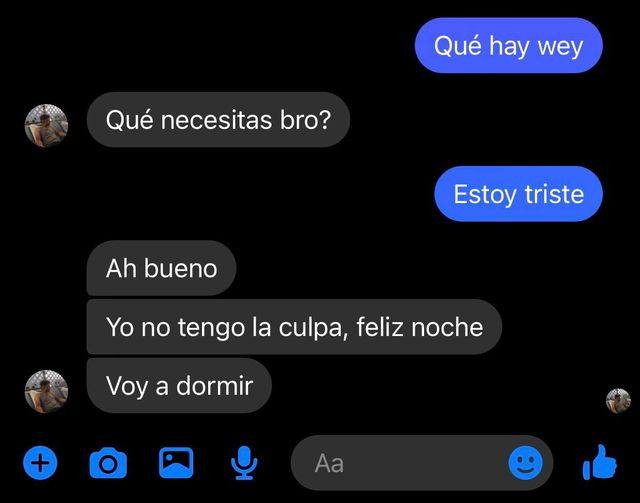 Qué hay wey
Qué necesitas bro?
Estoy triste
Ah bueno
Yo no tengo la culpa, feliz noche
Voy a dormir
Aa